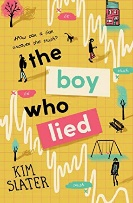 How can a liar
uncover the truth?
the
boy
who
lied
KIM
SLATER